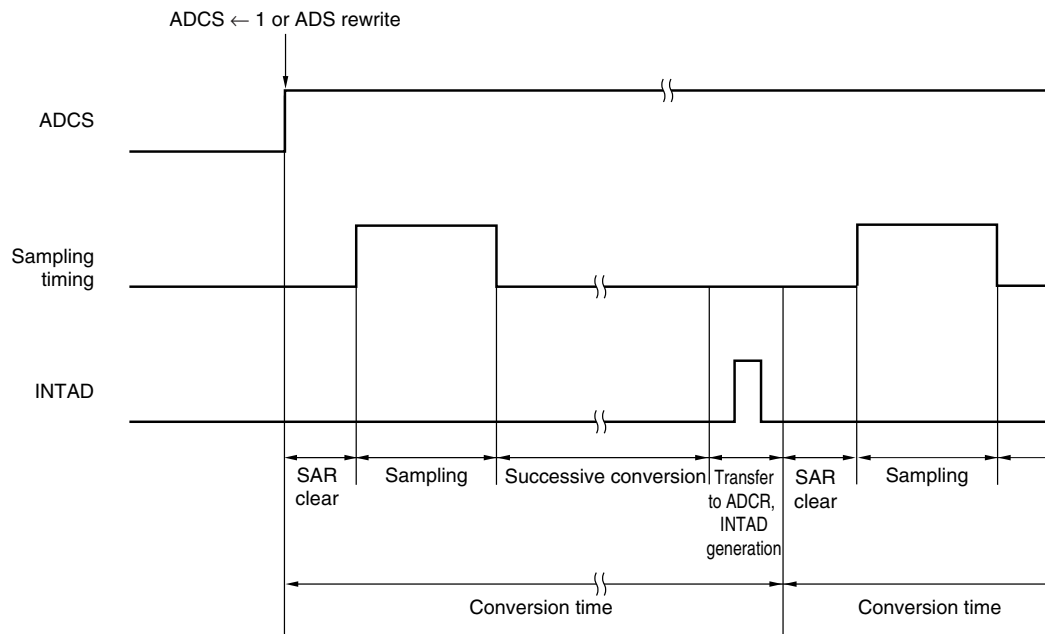 ADCS ← 1 or ADS rewrite
ADCS
Sampling
timing
INTAD
SAR
clear
Sampling
Successive conversion
Transfer
to ADCR,
INTAD
generation
SAR
clear
Sampling
Conversion time
Conversion time